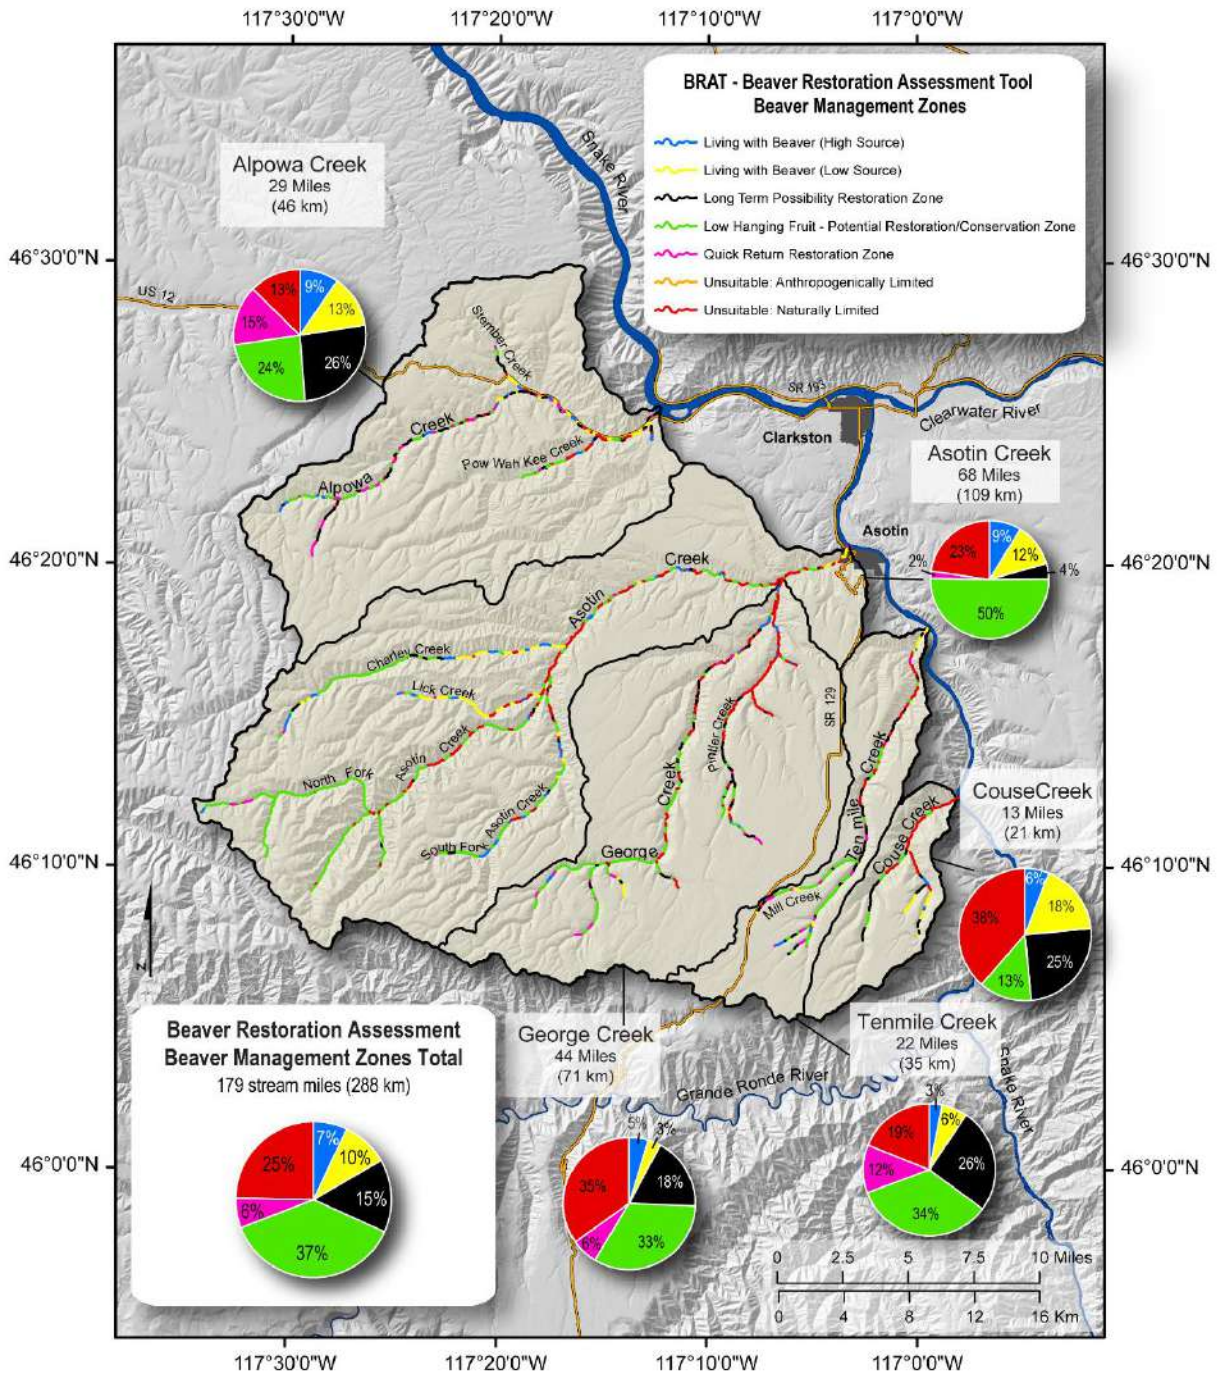 117°30'0"W
117°20'0"W
117°10'0"W
117°0'0"W
BRAT - Beaver Restoration Assessment Tool
Beaver Management Zones
Living with Beaver (High Source)
Living with Beaver (Low Source)
Long Term Possibility Restoration Zone
Low Hanging Fruit - Potential Restoration/Conservation Zone
Quick Return Restoration Zone
Unsuitable: Anthropogenically Limited
Unsuitable: Naturally Limited
Snake River
Alpowa Creek
29 Miles
(46 km)
46°30'0"N
46°30'0"N
US 12
13%
9%
13%
15%
24%
26%
Stember Creek
SR 193
Clearwater River
Clarkston
Creek
Pow Wah Kee Creek
Alpowa
Asotin Creek
68 Miles
(109 km)
Asotin
23%
9%
12%
2%
4%
50%
46°20'0"N
46°20'0"N
Creek
Asotin
Charley Creek
Lick Creek
Creek
Asotin
North Fork
Asotin Creek
South Fork
Pintler Creek
Creek
George
SR 129
Creek
Tenmile
Couse Creek
Mill Creek
CouseCreek
13 Miles
(21 km)
46°10'0"N
46°10'0"N
6%
38%
18%
25%
13%
N
Beaver Restoration Assessment
Beaver Management Zones Total
179 stream miles (288 km)
7%
25%
10%
15%
6%
37%
George Creek
44 Miles
(71 km)
Tenmile Creek
22 Miles
(35 km)
Grande Ronde River
Snake River
5%
3%
35%
18%
6%
33%
3%
6%
19%
26%
12%
34%
46°0'0"N
46°0'0"N
0 2.5 5 7.5 10 Miles
0 4 8 12 16 Km
117°30'0"W
117°20'0"W
117°10'0"W
117°0'0"W